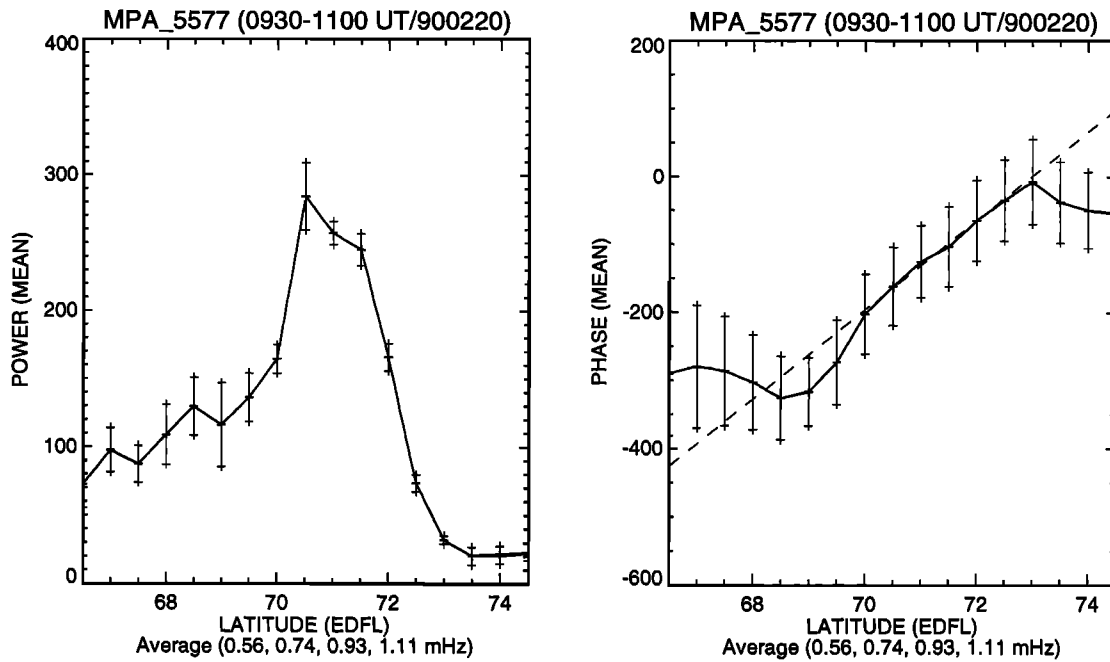 MPA_5577 (0930-1100 UT/900220)
400
300
200
100
0
POWER (MEAN)
68
70
72
74
LATITUDE (EDFL)
Average (0.56, 0.74, 0.93, 1.11 mHz)
MPA_5577 (0930-1100 UT/900220)
200
0
-200
-400
-600
PHASE (MEAN)
68
70
72
74
LATITUDE (EDFL)
Average (0.56, 0.74, 0.93, 1.11 mHz)